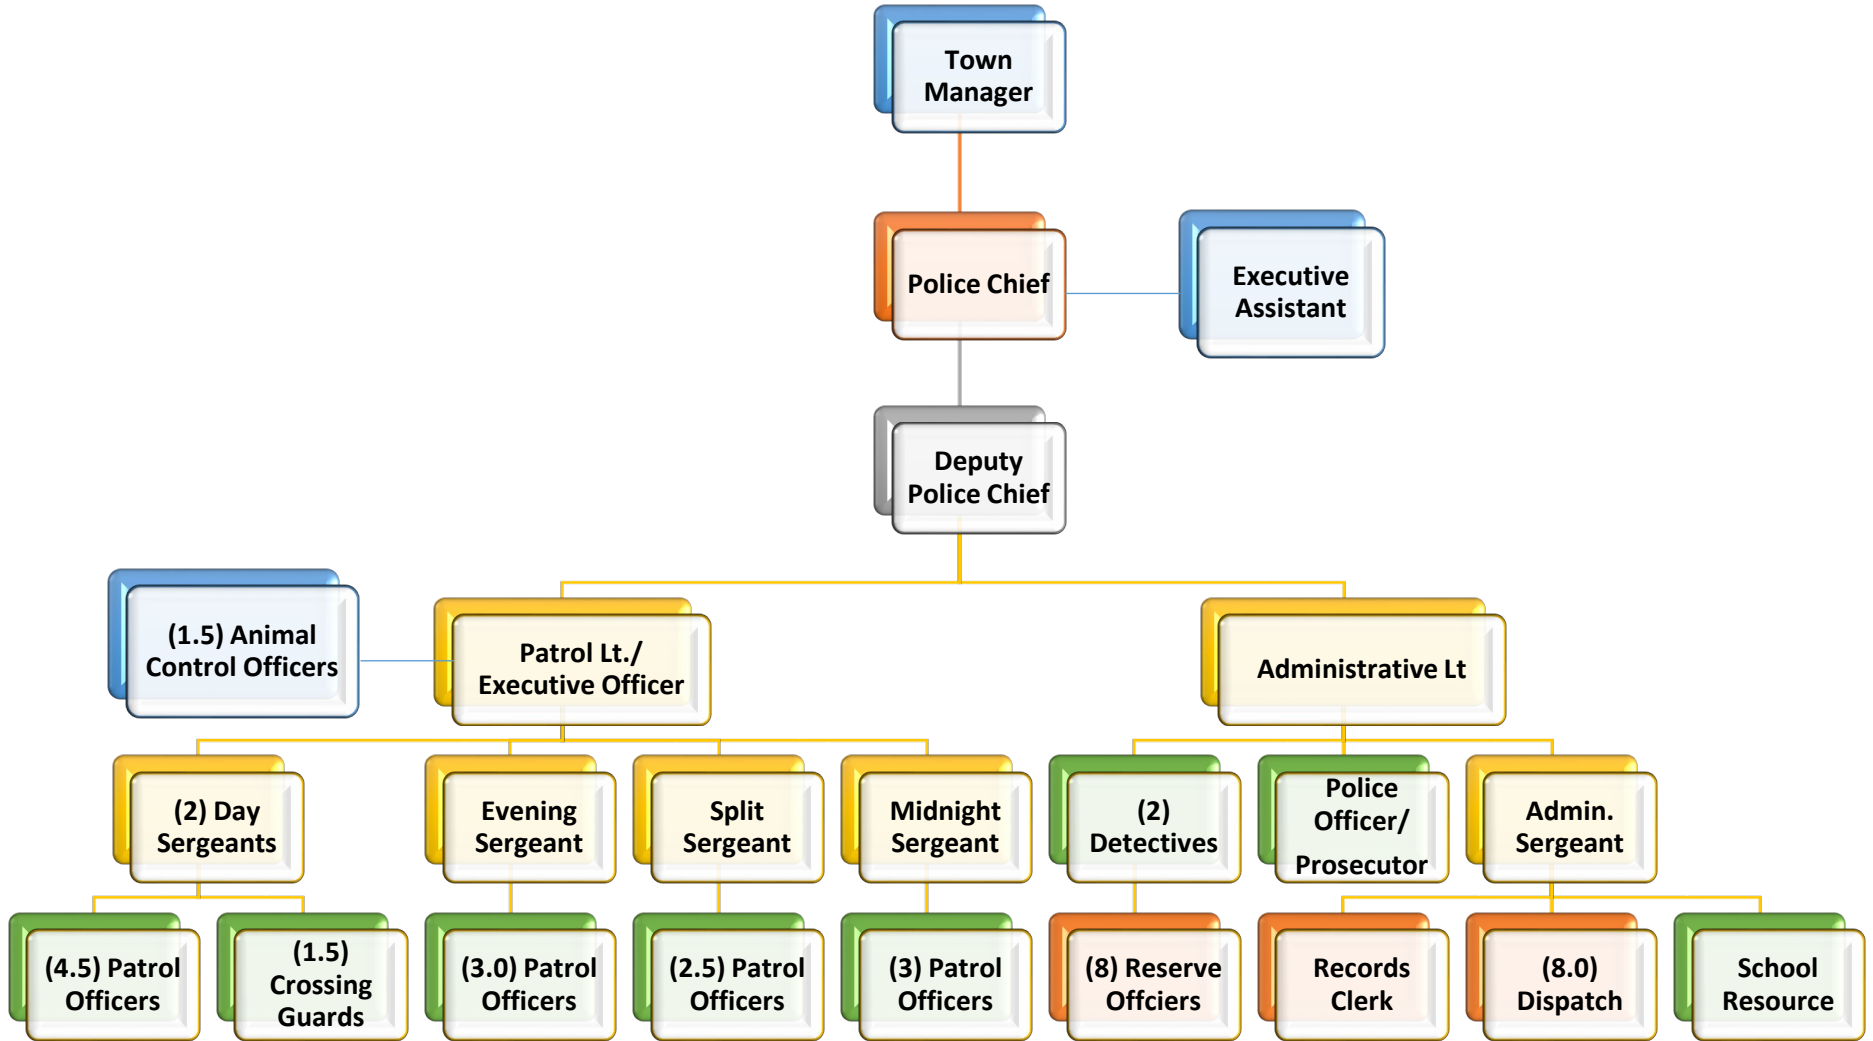 Town
Manager
Police Chief
Executive
Assistant
Deputy
Police Chief
(1.5) Animal
Control Officers
Patrol Lt./
Executive Officer
Administrative Lt
(2) Day
Sergeants
Evening
Sergeant
Split
Sergeant
Midnight
Sergeant
(2)
Detectives
Police
Officer/
Prosecutor
Admin.
Sergeant
(4.5) Patrol
Officers
(1.5)
Crossing
Guards
(3.0) Patrol
Officers
(2.5) Patrol
Officers
(3) Patrol
Officers
(8) Reserve
Offciers
Records
Clerk
(8.0)
Dispatch
School
Resource